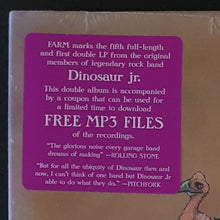 FARM marks the fifth full-length
and first double LP from the original
members of legendary rock band
Dinosaur jr.
This double album is accompanied
by a coupon that can be used for
a limited time to download
FREE MP3 FILES
of the recordings.
"The glorious noise every garage band
dreams of making" —ROLLING STONE
"But for all the ubiquity of Dinosaur then and
now, I can't think of one band but Dinosaur Jr
able to do what they do." —PITCHFORK